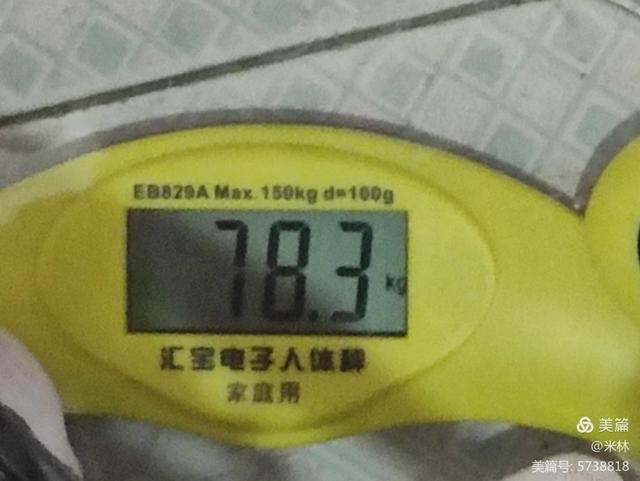 EB829A Max.150kg d=100g
78.3 kg
汇宝电子人体秤
家庭用
美篇
@米林
美篇号: 5738818